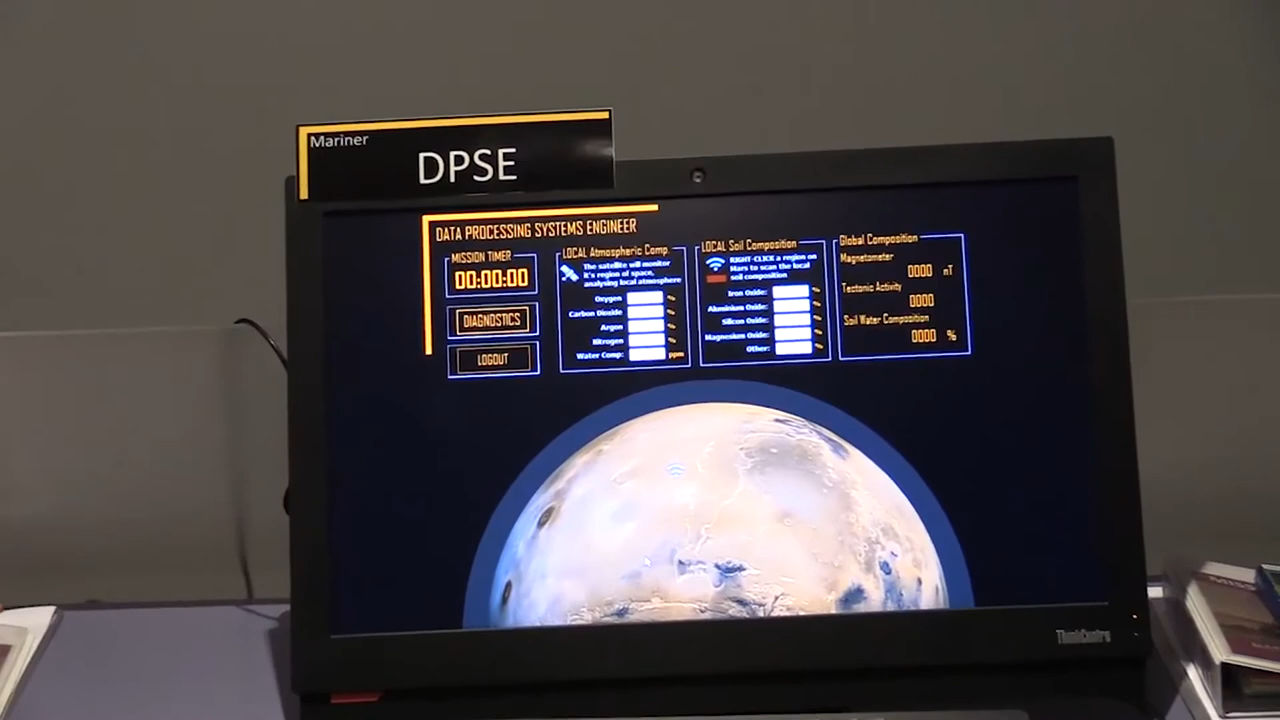 Mariner
DPSE
DATA PROCESSING SYSTEMS ENGINEER
MISSION TIMER
00:00:00
DIAGNOSTICS
LOGOUT
LOCAL Atmospheric Comp.
The satellite will monitor
it's region of space,
analysing local atmosphere
Oxygen
Carbon Dioxide
Argon
Nitrogen
Water Comp:
ppm
LOCAL Soil Composition
RIGHT-CLICK a region on
Mars to scan the local
soil composition
Iron Oxide:
Aluminium Oxide:
Silicon Oxide:
Magnesium Oxide:
Other:
Global Composition
Magnetometer
0000 nT
Tectonic Activity
0000
Soil Water Composition
0000 %
ThinkCentre